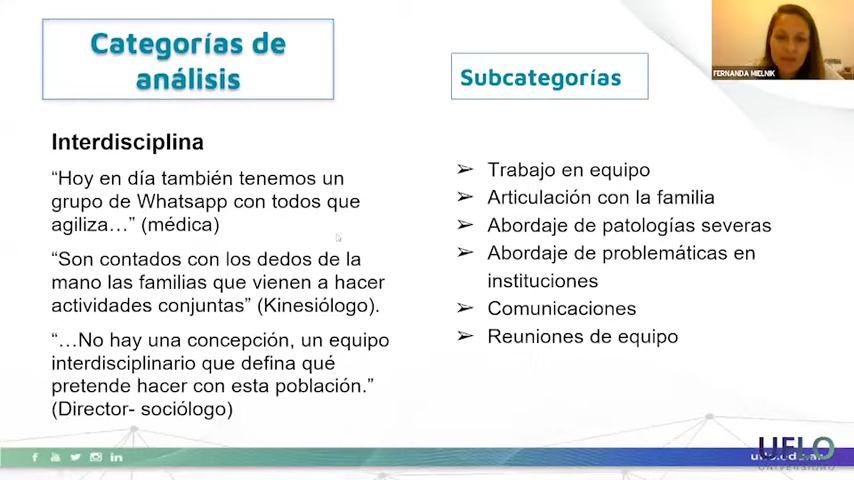 Categorías de
análisis
Subcategorías
FERNANDA MIELNIK
Interdisciplina
“Hoy en día también tenemos un
grupo de Whatsapp con todos que
agiliza…” (médica)
“Son contados con los dedos de la
mano las familias que vienen a hacer
actividades conjuntas” (Kinesiólogo).
“…No hay una concepción, un equipo
interdisciplinario que defina qué
pretende hacer con esta población.”
(Director- sociólogo)
➢ Trabajo en equipo
➢ Articulación con la familia
➢ Abordaje de patologías severas
➢ Abordaje de problemáticas en
instituciones
➢ Comunicaciones
➢ Reuniones de equipo
UFLO
UNIVERSIDAD